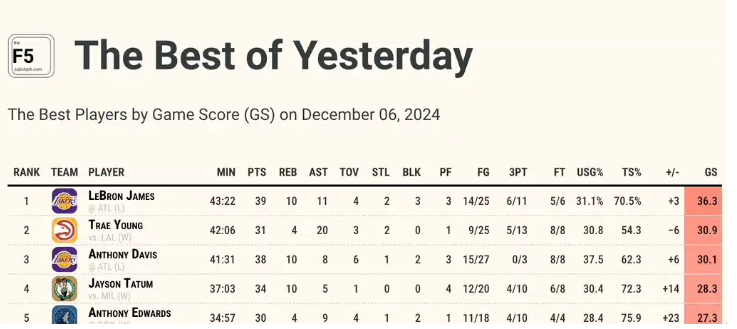 the
F5
substack.com
The Best of Yesterday
The Best Players by Game Score (GS) on December 06, 2024
RANK TEAM PLAYER MIN PTS REB AST TOV STL BLK PF FG 3PT FT USG% TS% +/- GS
1 LAKERS LeBron James 43:22 39 10 11 4 2 3 3 14/25 6/11 5/6 31.1% 70.5% +3 36.3
@ ATL (L)
2 Trae Young 42:06 31 4 20 3 2 0 1 9/25 5/13 8/8 30.8 54.3 −6 30.9
vs. LAL (W)
3 LAKERS Anthony Davis 41:31 38 10 8 6 1 2 3 15/27 0/3 8/8 37.5 62.3 +6 30.1
@ ATL (L)
4 Jayson Tatum 37:03 34 10 5 1 0 0 4 12/20 4/10 6/8 30.4 72.3 +14 28.3
vs. MIL (W)
5 Anthony Edwards 34:57 30 4 9 4 1 2 1 11/18 4/10 4/4 28.4 75.9 +23 27.3